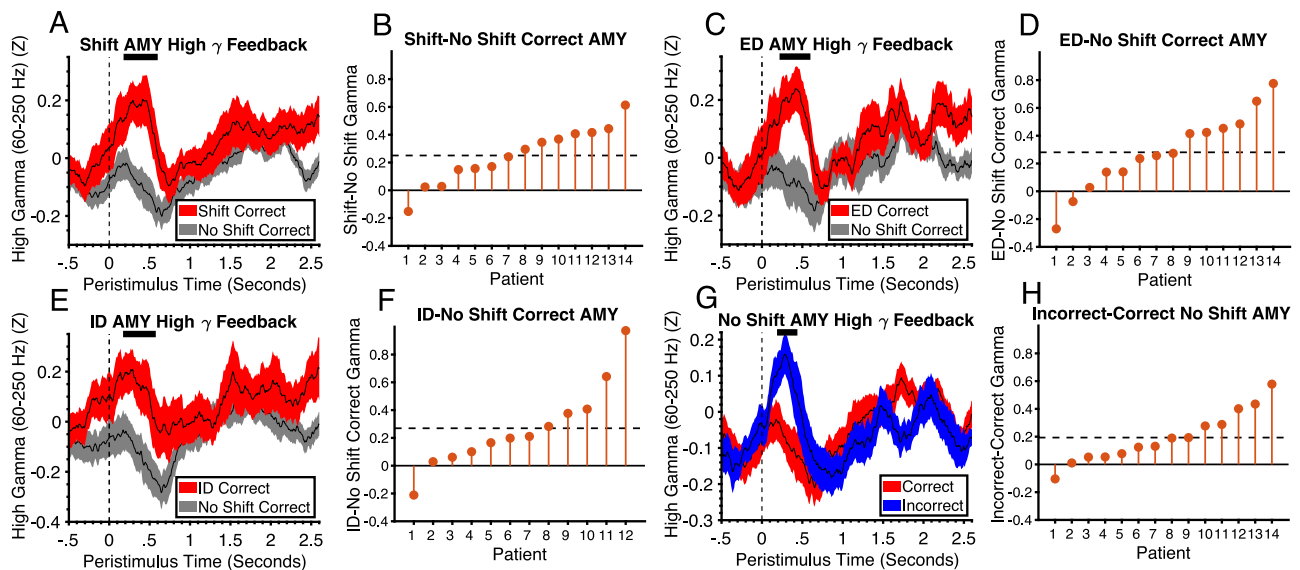 A
Shift AMY High γ Feedback
High Gamma (60-250 Hz) (Z)
0.2
0
-0.2
Shift Correct
No Shift Correct
-.5 0 .5 1 1.5 2 2.5
Peristimulus Time (Seconds)
B
Shift-No Shift Correct AMY
Shift-No Shift Gamma
0.8
0.6
0.4
0.2
0
-0.2
-0.4
1 2 3 4 5 6 7 8 9 10 11 12 13 14
Patient
C
ED AMY High γ Feedback
High Gamma (60-250 Hz) (Z)
0.2
0
-0.2
ED Correct
No Shift Correct
-.5 0 .5 1 1.5 2 2.5
Peristimulus Time (Seconds)
D
ED-No Shift Correct AMY
ED-No Shift Correct Gamma
0.8
0.6
0.4
0.2
0
-0.2
-0.4
1 2 3 4 5 6 7 8 9 10 11 12 13 14
Patient
E
ID AMY High γ Feedback
High Gamma (60-250 Hz) (Z)
0.2
0
-0.2
-0.4
ID Correct
No Shift Correct
-.5 0 .5 1 1.5 2 2.5
Peristimulus Time (Seconds)
F
ID-No Shift Correct AMY
ID-No Shift Correct Gamma
0.8
0.6
0.4
0.2
0
-0.2
-0.4
1 2 3 4 5 6 7 8 9 10 11 12
Patient
G
No Shift AMY High γ Feedback
High Gamma (60-250 Hz) (Z)
0.2
0.1
0
-0.1
-0.2
-0.3
Correct
Incorrect
-.5 0 .5 1 1.5 2 2.5
Peristimulus Time (Seconds)
H
Incorrect-Correct No Shift AMY
Incorrect-Correct Gamma
0.8
0.6
0.4
0.2
0
-0.2
-0.4
1 2 3 4 5 6 7 8 9 10 11 12 13 14
Patient